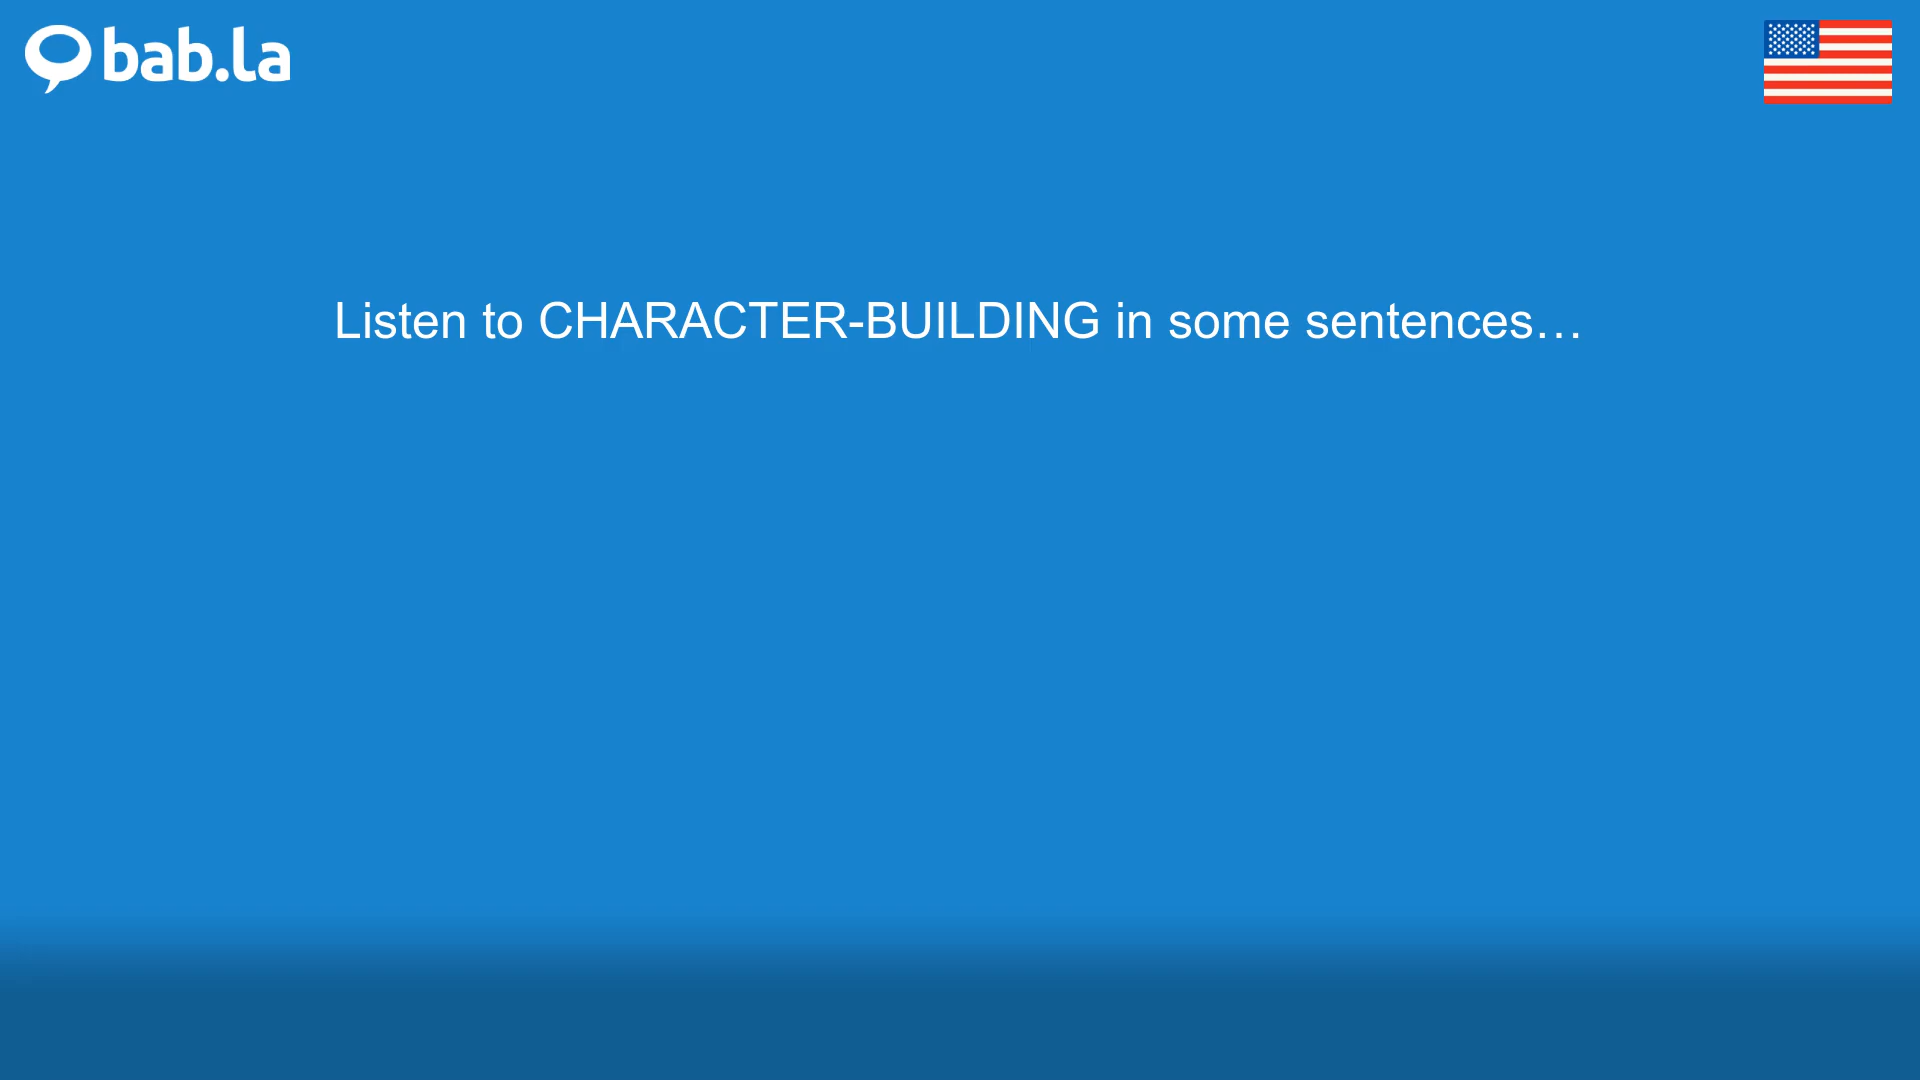 bab.la
Listen to CHARACTER-BUILDING in some sentences…